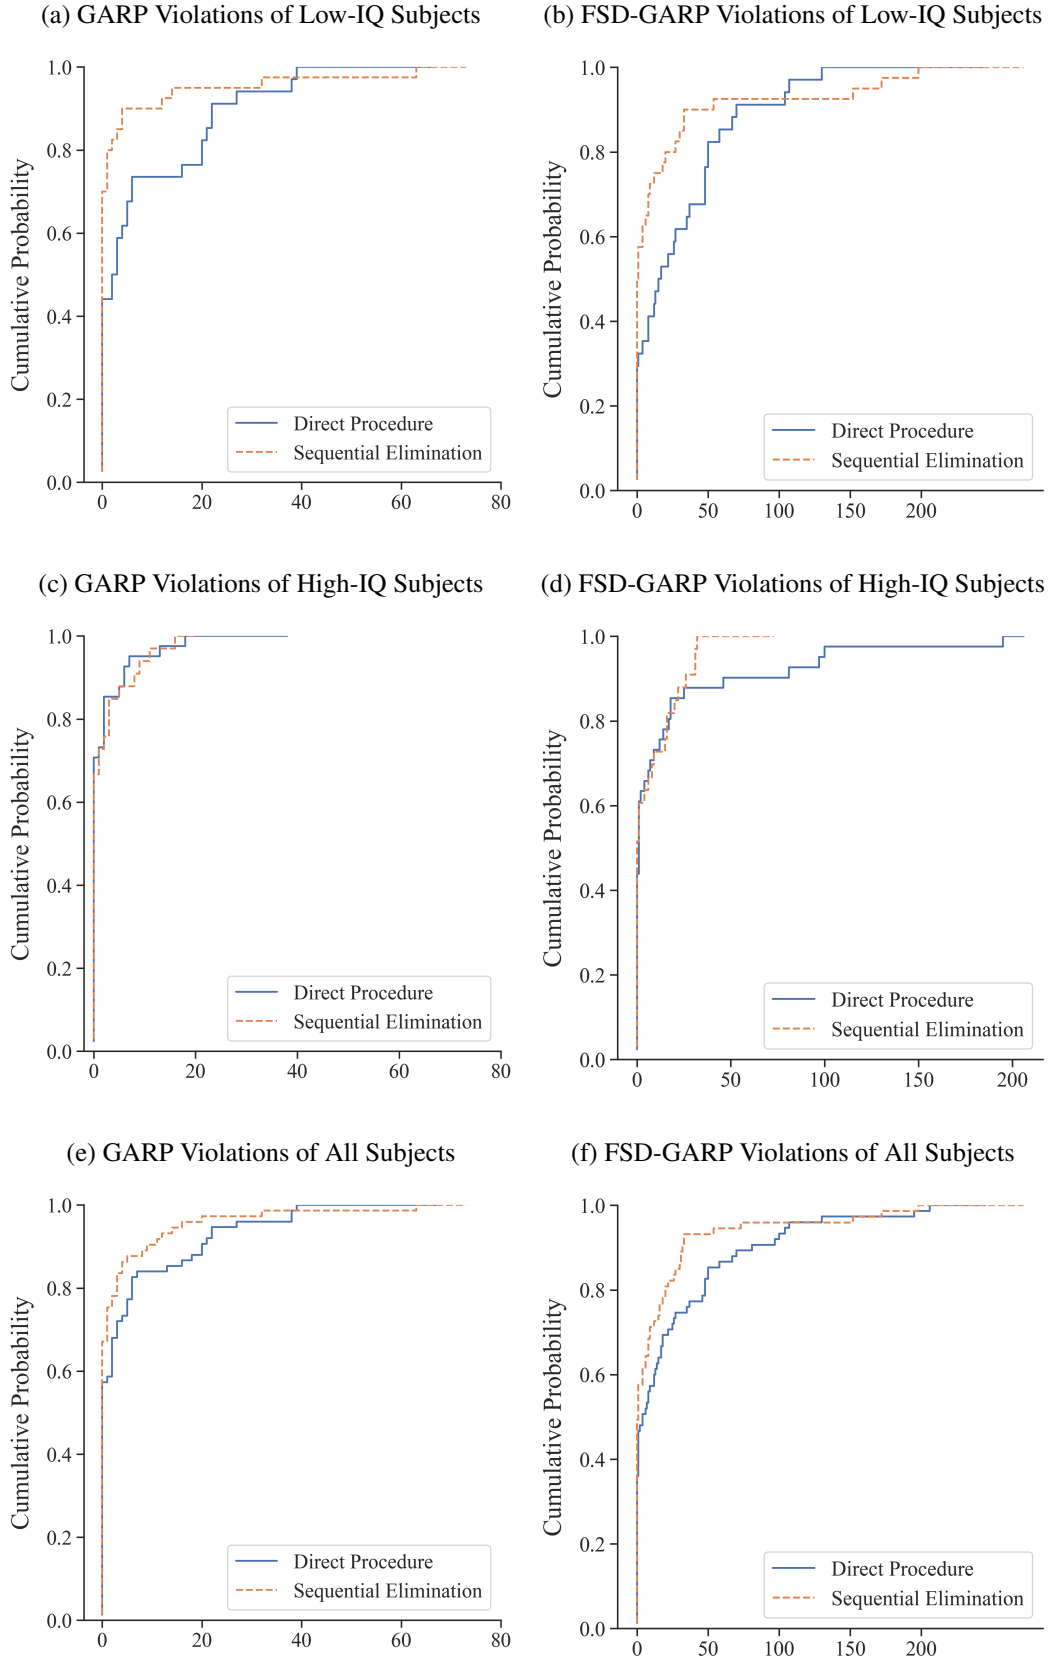 (a) GARP Violations of Low-IQ Subjects
Cumulative Probability
1.0
0.8
0.6
0.4
0.2
0.0
0 20 40 60 80
Direct Procedure
Sequential Elimination
(b) FSD-GARP Violations of Low-IQ Subjects
Cumulative Probability
1.0
0.8
0.6
0.4
0.2
0.0
0 50 100 150 200
Direct Procedure
Sequential Elimination
(c) GARP Violations of High-IQ Subjects
Cumulative Probability
1.0
0.8
0.6
0.4
0.2
0.0
0 20 40 60 80
Direct Procedure
Sequential Elimination
(d) FSD-GARP Violations of High-IQ Subjects
Cumulative Probability
1.0
0.8
0.6
0.4
0.2
0.0
0 50 100 150 200
Direct Procedure
Sequential Elimination
(e) GARP Violations of All Subjects
Cumulative Probability
1.0
0.8
0.6
0.4
0.2
0.0
0 20 40 60 80
Direct Procedure
Sequential Elimination
(f) FSD-GARP Violations of All Subjects
Cumulative Probability
1.0
0.8
0.6
0.4
0.2
0.0
0 50 100 150 200
Direct Procedure
Sequential Elimination